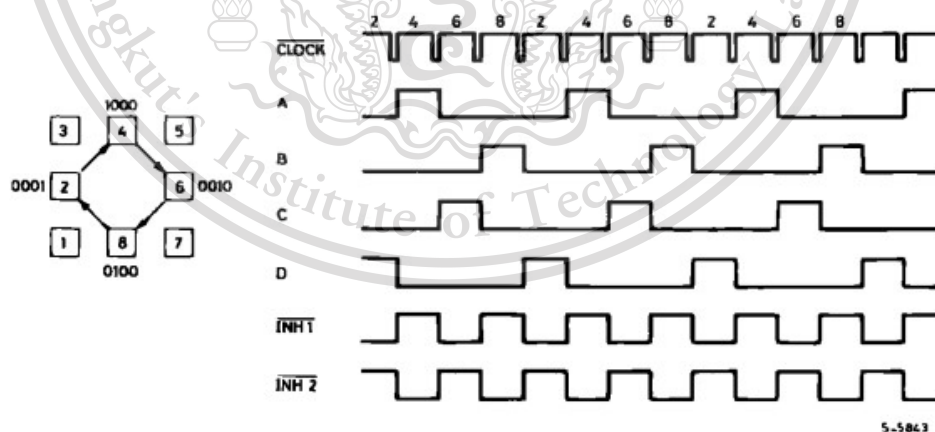 2 4 6 8 2 4 6 8 2 4 6 8
CLOCK
A
B
C
D
INH 1
INH 2
1000
3 4 5
0001 2 6 0010
1 8 7
0100
Institute of Technology
S-5843